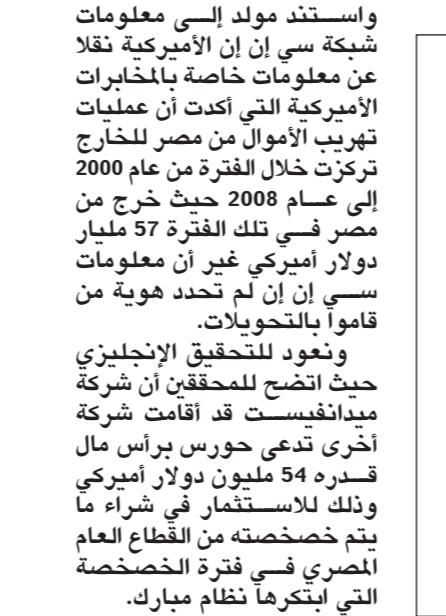 واستند مولد إلى معلومات
شبكة سي إن إن الأميركية نقلا
عن معلومات خاصة بالمخابرات
الأميركية التي أكدت أن عمليات
تهريب الأموال من مصر للخارج
تركزت خلال الفترة من عام 2000
إلى عام 2008 حيث خرج من
مصر في تلك الفترة 57 مليار
دولار أميركي غير أن معلومات
سي إن إن لم تحدد هوية من
قاموا بالتحويلات.
ونعود للتحقيق الإنجليزي
حيث اتضح للمحققين أن شركة
ميدانفيست قد أقامت شركة
أخرى تدعى حورس برأس مال
قدره 54 مليون دولار أميركي
وذلك للاستثمار في شراء ما
يتم خصخصته من القطاع العام
المصري في فترة الخصخصة
التي ابتكرها نظام مبارك.